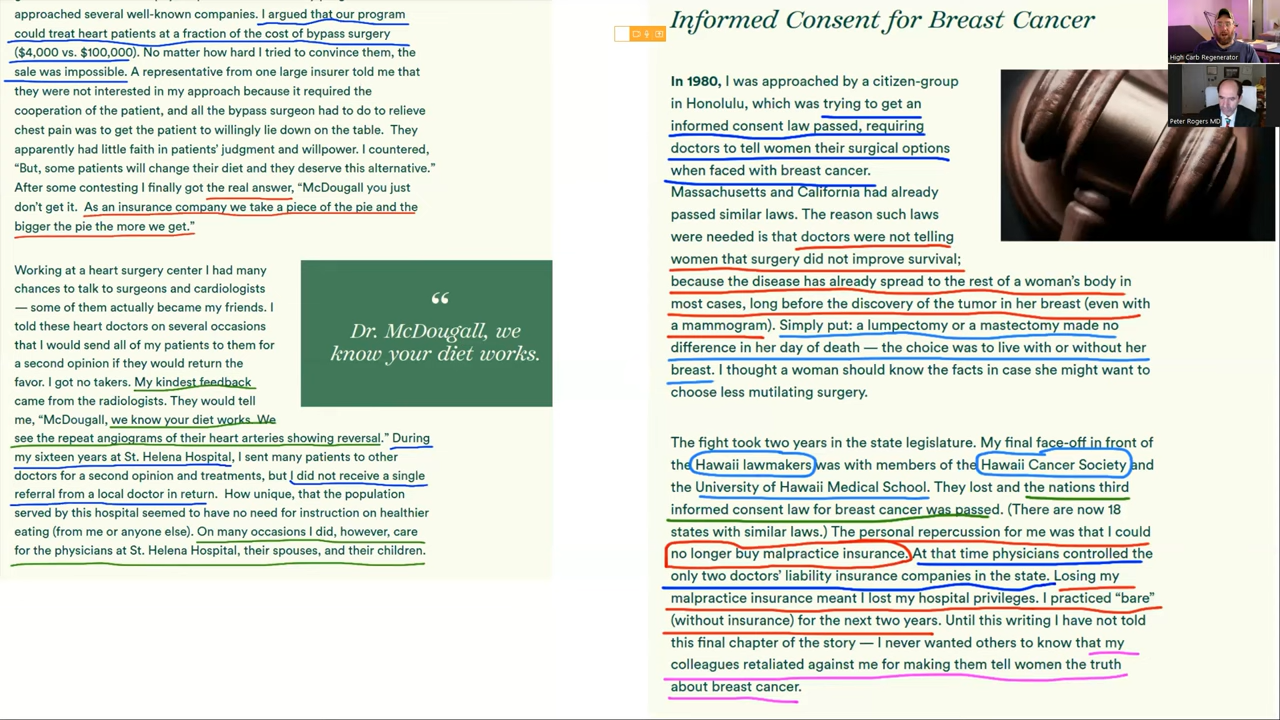 approached several well-known companies. I argued that our program
could treat heart patients at a fraction of the cost of bypass surgery
($4,000 vs. $100,000). No matter how hard I tried to convince them, the
sale was impossible. A representative from one large insurer told me that
they were not interested in my approach because it required the
cooperation of the patient, and all the bypass surgeon had to do to relieve
chest pain was to get the patient to willingly lie down on the table. They
apparently had little faith in patients' judgment and willpower. I countered,
“But, some patients will change their diet and they deserve this alternative.”
After some contesting I finally got the real answer, “McDougall you just
don't get it. As an insurance company we take a piece of the pie and the
bigger the pie the more we get.”
Working at a heart surgery center I had many
chances to talk to surgeons and cardiologists
— some of them actually became my friends. I
told these heart doctors on several occasions
that I would send all of my patients to them for
a second opinion if they would return the
favor. I got no takers. My kindest feedback
came from the radiologists. They would tell
me, “McDougall, we know your diet works. We
see the repeat angiograms of their heart arteries showing reversal.” During
my sixteen years at St. Helena Hospital, I sent many patients to other
doctors for a second opinion and treatments, but I did not receive a single
referral from a local doctor in return. How unique, that the population
served by this hospital seemed to have no need for instruction on healthier
eating (from me or anyone else). On many occasions I did, however, care
for the physicians at St. Helena Hospital, their spouses, and their children.
“
Dr. McDougall, we
know your diet works.
Informed Consent for Breast Cancer
In 1980, I was approached by a citizen-group
in Honolulu, which was trying to get an
informed consent law passed, requiring
doctors to tell women their surgical options
when faced with breast cancer.
Massachusetts and California had already
passed similar laws. The reason such laws
were needed is that doctors were not telling
women that surgery did not improve survival;
because the disease has already spread to the rest of a woman's body in
most cases, long before the discovery of the tumor in her breast (even with
a mammogram). Simply put: a lumpectomy or a mastectomy made no
difference in her day of death — the choice was to live with or without her
breast. I thought a woman should know the facts in case she might want to
choose less mutilating surgery.
The fight took two years in the state legislature. My final face-off in front of
the Hawaii lawmakers was with members of the Hawaii Cancer Society and
the University of Hawaii Medical School. They lost and the nations third
informed consent law for breast cancer was passed. (There are now 18
states with similar laws.) The personal repercussion for me was that I could
no longer buy malpractice insurance. At that time physicians controlled the
only two doctors' liability insurance companies in the state. Losing my
malpractice insurance meant I lost my hospital privileges. I practiced “bare”
(without insurance) for the next two years. Until this writing I have not told
this final chapter of the story — I never wanted others to know that my
colleagues retaliated against me for making them tell women the truth
about breast cancer.
High Carb Regenerator
Peter Rogers MD